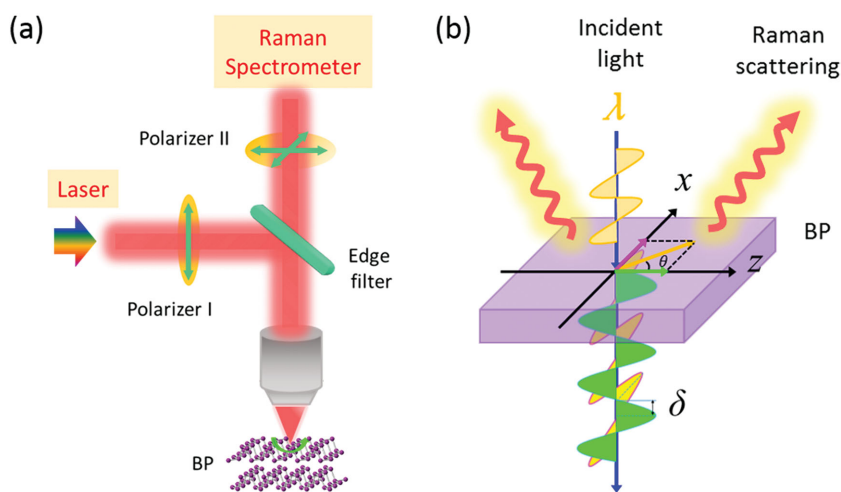 (a)
Raman
Spectrometer
Polarizer II
Laser
Edge
filter
Polarizer I
BP
(b)
Incident
light
Raman
scattering
λ
x
BP
θ
z
δ